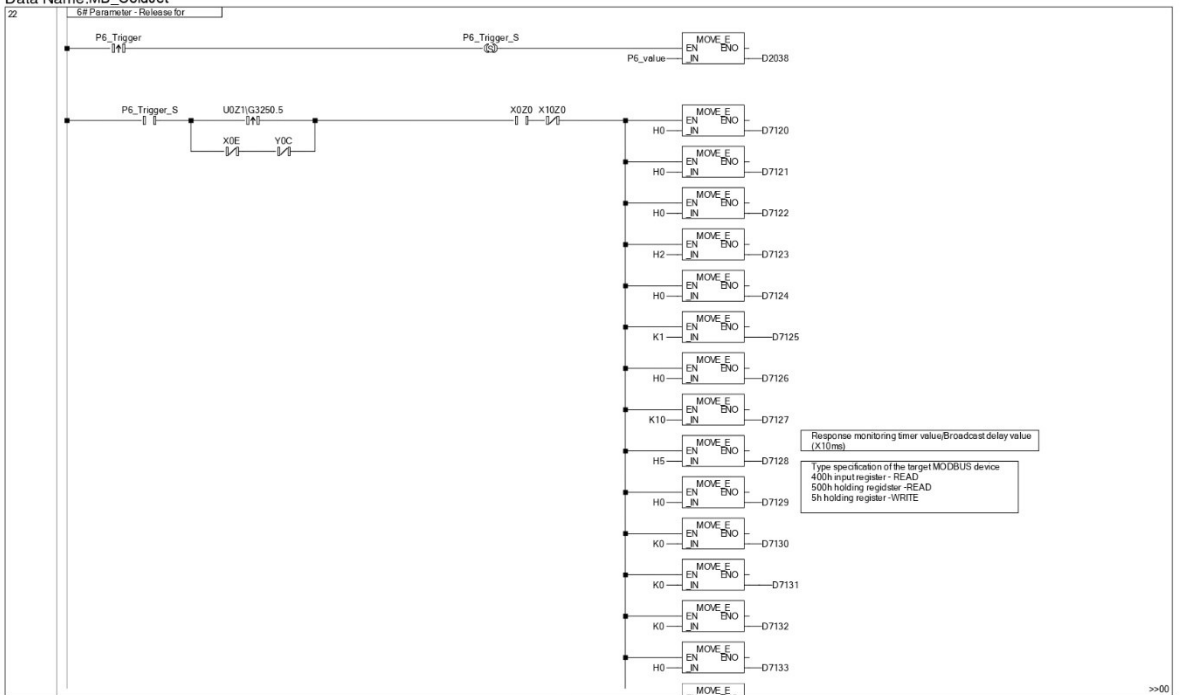 22
6# Parameter - Release for
P6_Trigger P6_Trigger_S MOVE_E
EN ENO
P6_value _IN D2038
P6_Trigger_S U0Z1\G3250.5 X0Z0 X10Z0 MOVE_E
EN ENO
H0 _IN D7120
X0E Y0C
MOVE_E
EN ENO
H0 _IN D7121
MOVE_E
EN ENO
H0 _IN D7122
MOVE_E
EN ENO
H2 _IN D7123
MOVE_E
EN ENO
H0 _IN D7124
MOVE_E
EN ENO
K1 _IN D7125
MOVE_E
EN ENO
H0 _IN D7126
MOVE_E
EN ENO
K10 _IN D7127
Response monitoring timer value/Broadcast delay value
(X10ms)
MOVE_E
EN ENO
H5 _IN D7128
Type specification of the target MODBUS device
400h input register - READ
500h holding regidster -READ
5h holding register -WRITE
MOVE_E
EN ENO
H0 _IN D7129
MOVE_E
EN ENO
K0 _IN D7130
MOVE_E
EN ENO
K0 _IN D7131
MOVE_E
EN ENO
K0 _IN D7132
MOVE_E
EN ENO
H0 _IN D7133
MOVE_E
>>00